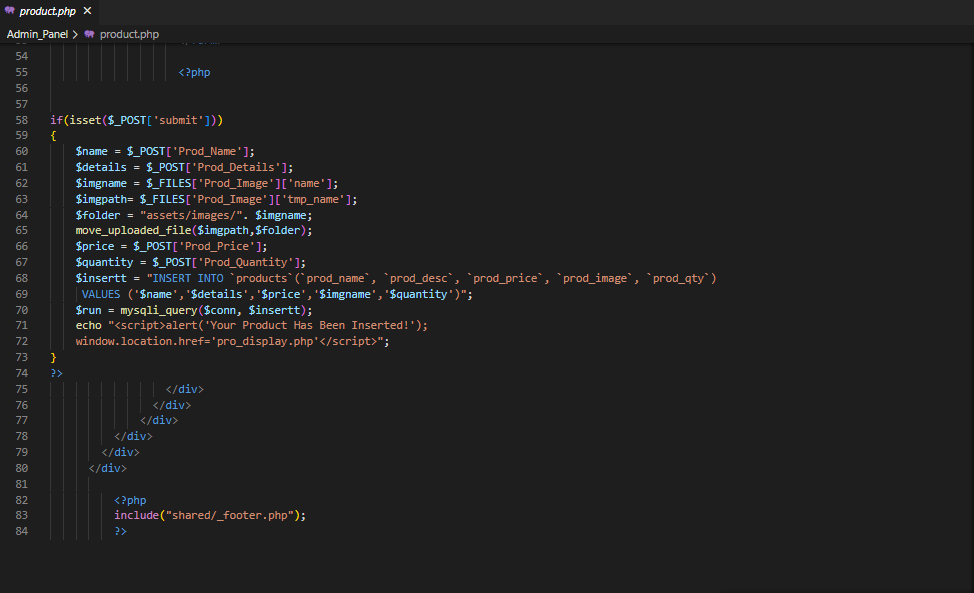 product.php
Admin_Panel > product.php
54
55 <?php
56
57
58 if(isset($_POST['submit']))
59 {
60 $name = $_POST['Prod_Name'];
61 $details = $_POST['Prod_Details'];
62 $imgname = $_FILES['Prod_Image']['name'];
63 $imgpath= $_FILES['Prod_Image']['tmp_name'];
64 $folder = "assets/images/". $imgname;
65 move_uploaded_file($imgpath,$folder);
66 $price = $_POST['Prod_Price'];
67 $quantity = $_POST['Prod_Quantity'];
68 $insertt = "INSERT INTO `products`(`prod_name`, `prod_desc`, `prod_price`, `prod_image`, `prod_qty`)
69 VALUES ('$name','$details','$price','$imgname','$quantity')";
70 $run = mysqli_query($conn, $insertt);
71 echo "<script>alert('Your Product Has Been Inserted!');
72 window.location.href='pro_display.php'</script>";
73 }
74 ?>
75 </div>
76 </div>
77 </div>
78 </div>
79 </div>
80 </div>
81
82 <?php
83 include("shared/_footer.php");
84 ?>